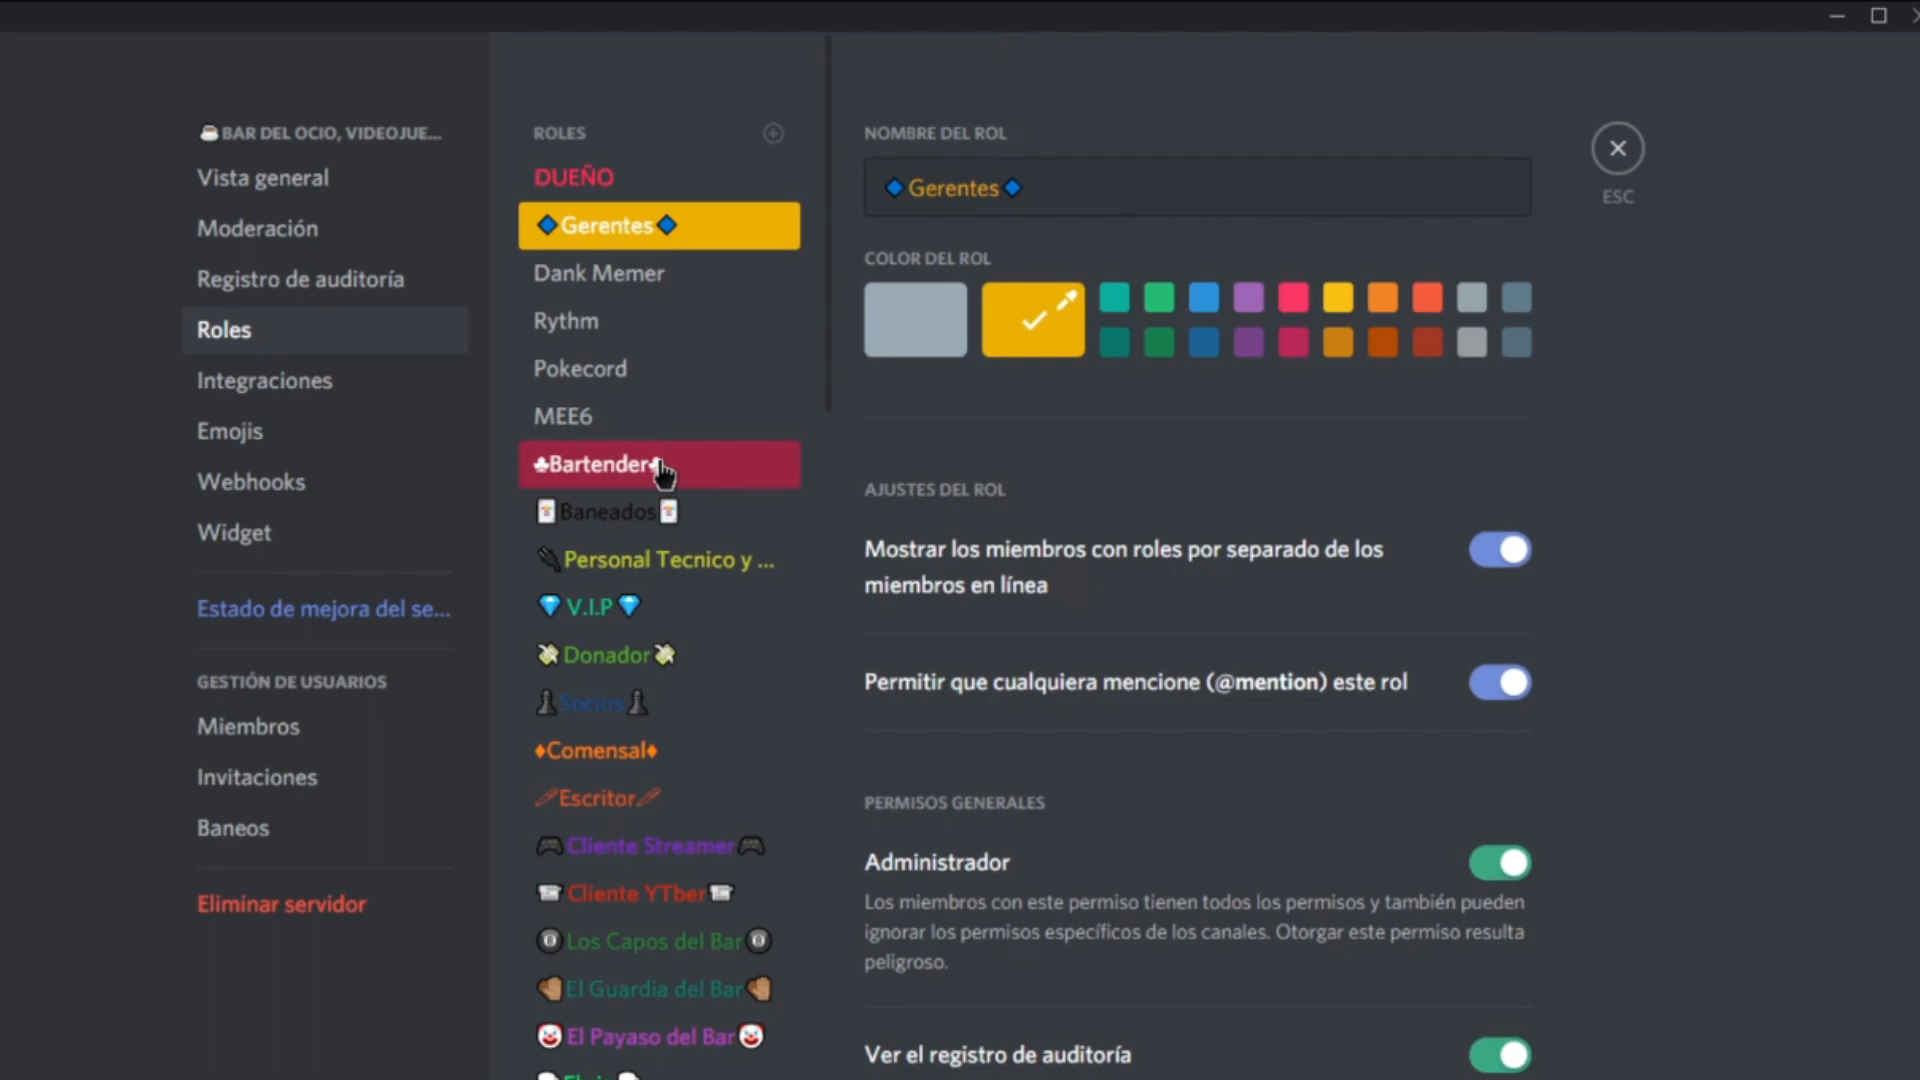 BAR DEL OCIO, VIDEOJUE...
Vista general
Moderación
Registro de auditoría
Roles
Integraciones
Emojis
Webhooks
Widget
Estado de mejora del se...
GESTIÓN DE USUARIOS
Miembros
Invitaciones
Baneos
Eliminar servidor
ROLES
DUEÑO
🔷Gerentes🔷
Dank Memer
Rythm
Pokecord
MEE6
♣Bartender♣
🃏Baneados🃏
🔌Personal Tecnico y ...
💎V.I.P💎
💸Donador💸
♟Socios♟
♦Comensal♦
Escritor
🎮Cliente Streamer🎮
Cliente YTber
Los Capos del Bar
El Guardia del Bar
🤡El Payaso del Bar🤡
NOMBRE DEL ROL
🔷Gerentes🔷
ESC
COLOR DEL ROL
AJUSTES DEL ROL
Mostrar los miembros con roles por separado de los
miembros en línea
Permitir que cualquiera mencione (@mention) este rol
PERMISOS GENERALES
Administrador
Los miembros con este permiso tienen todos los permisos y también pueden
ignorar los permisos específicos de los canales. Otorgar este permiso resulta
peligroso.
Ver el registro de auditoría